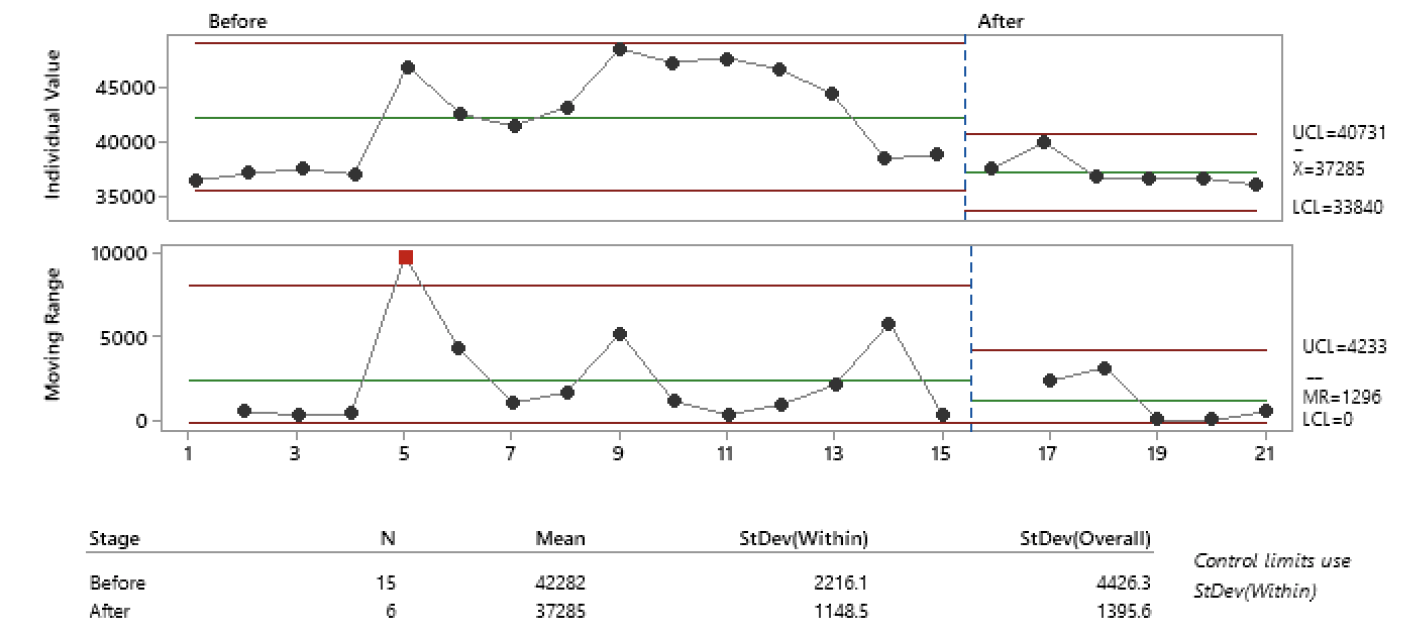 Before After
Individual Value
45000
40000
35000
UCL=40731
X=37285
LCL=33840
Moving Range
10000
5000
0
UCL=4233
MR=1296
LCL=0
1 3 5 7 9 11 13 15 17 19 21
Stage N Mean StDev(Within) StDev(Overall)
Before 15 42282 2216.1 4426.3
After 6 37285 1148.5 1395.6
Control limits use
StDev(Within)